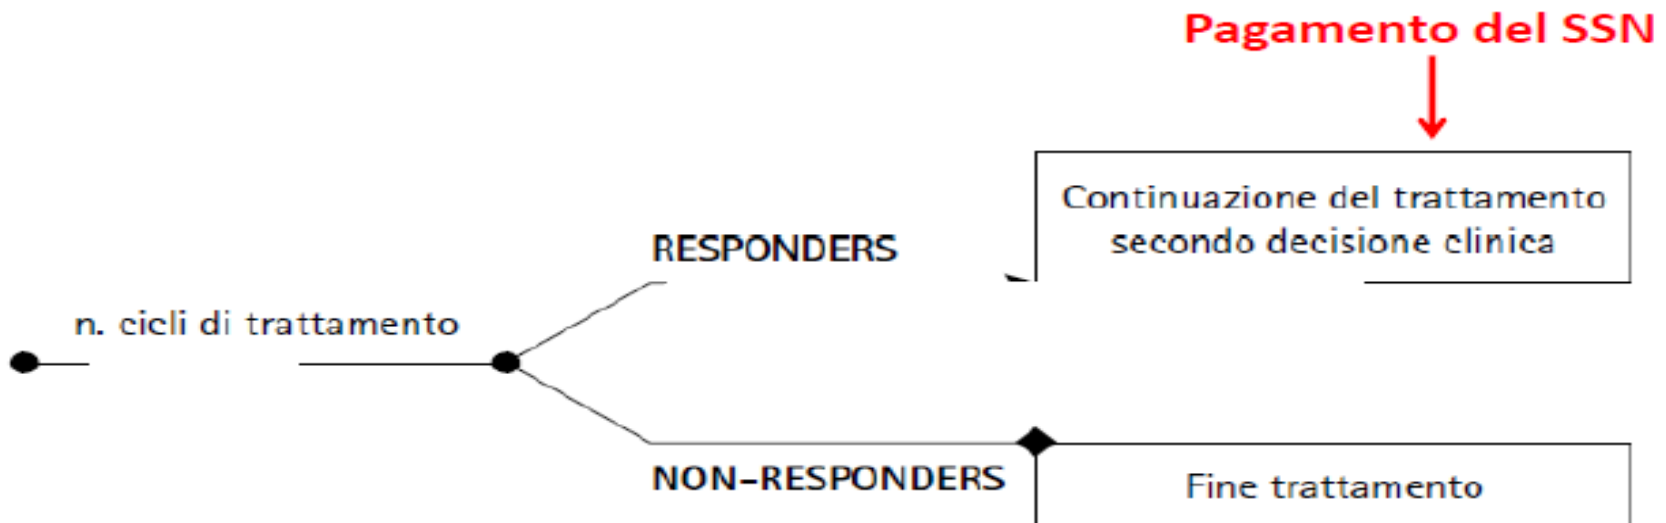 Pagamento del SSN
Continuazione del trattamento
secondo decisione clinica
RESPONDERS
n. cicli di trattamento
NON-RESPONDERS
Fine trattamento